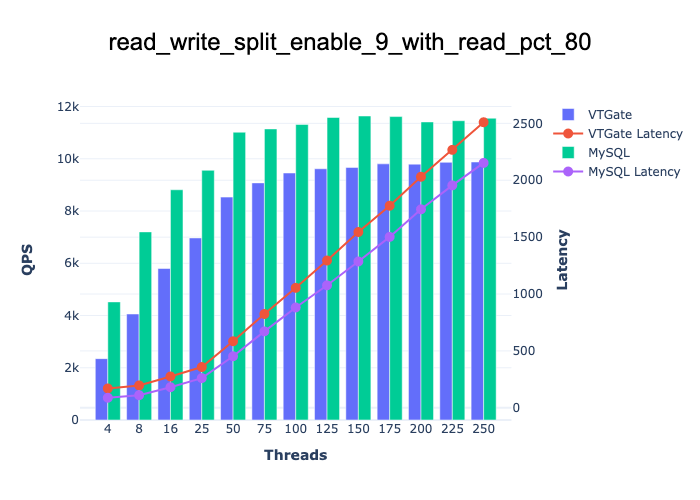 read_write_split_enable_9_with_read_pct_80
12k
10k
8k
6k
4k
2k
0
QPS
4 8 16 25 50 75 100 125 150 175 200 225 250
Threads
2500
2000
1500
1000
500
0
Latency
VTGate
VTGate Latency
MySQL
MySQL Latency